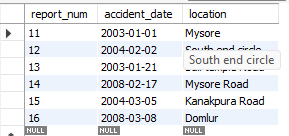 report_num accident_date location
11 2003-01-01 Mysore
12 2004-02-02 South end circle
13 2003-01-21
South end circle
14 2008-02-17 Mysore Road
15 2004-03-05 Kanakpura Road
16 2008-03-08 Domlur
NULL NULL NULL